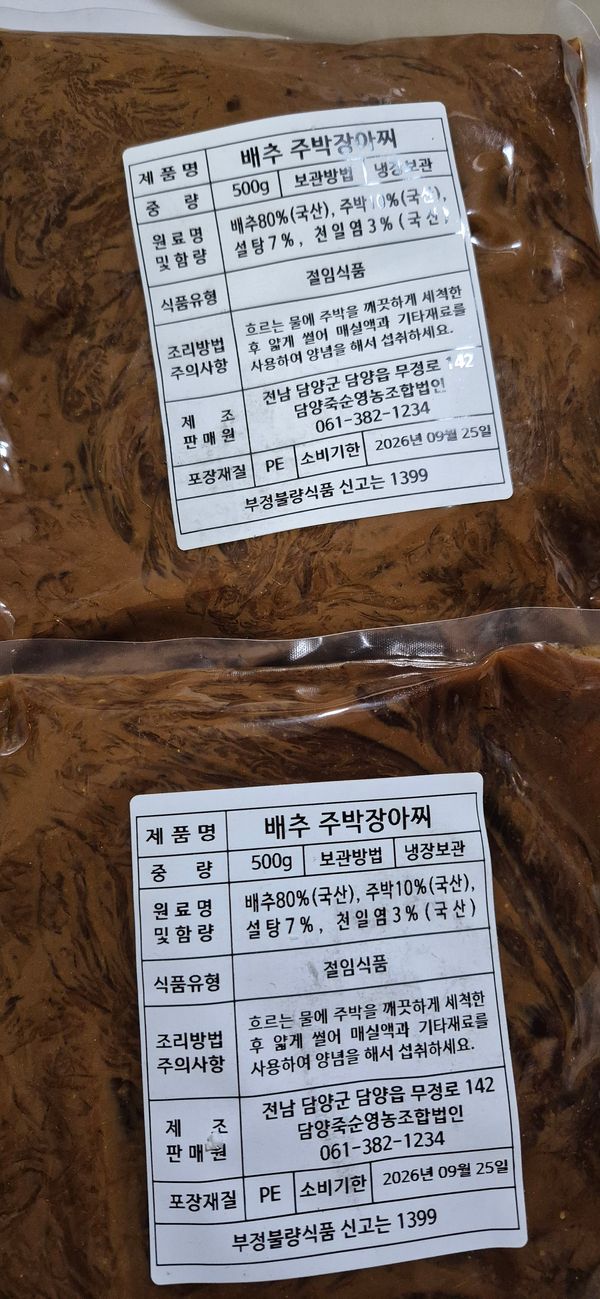 제 품 명 배추 주박장아찌
중 량 500g 보관방법 냉장보관
원 료 명 및 함 량 배추80%(국산), 주박10%(국산),
설탕7%, 천일염3%(국산)
식품유형 절임식품
조리방법 주의사항 흐르는 물에 주박을 깨끗하게 세척한
후 얇게 썰어 매실액과 기타재료를
사용하여 양념을 해서 섭취하세요.
제 조 판 매 원 전남 담양군 담양읍 무정로 142
담양죽순영농조합법인
061-382-1234
포장재질 PE 소비기한 2026년 09월 25일
부정불량식품 신고는 1399
제 품 명 배추 주박장아찌
중 량 500g 보관방법 냉장보관
원 료 명 및 함 량 배추80%(국산), 주박10%(국산),
설탕7%, 천일염3%(국산)
식품유형 절임식품
조리방법 주의사항 흐르는 물에 주박을 깨끗하게 세척한
후 얇게 썰어 매실액과 기타재료를
사용하여 양념을 해서 섭취하세요.
제 조 판 매 원 전남 담양군 담양읍 무정로 142
담양죽순영농조합법인
061-382-1234
포장재질 PE 소비기한 2026년 09월 25일
부정불량식품 신고는 1399